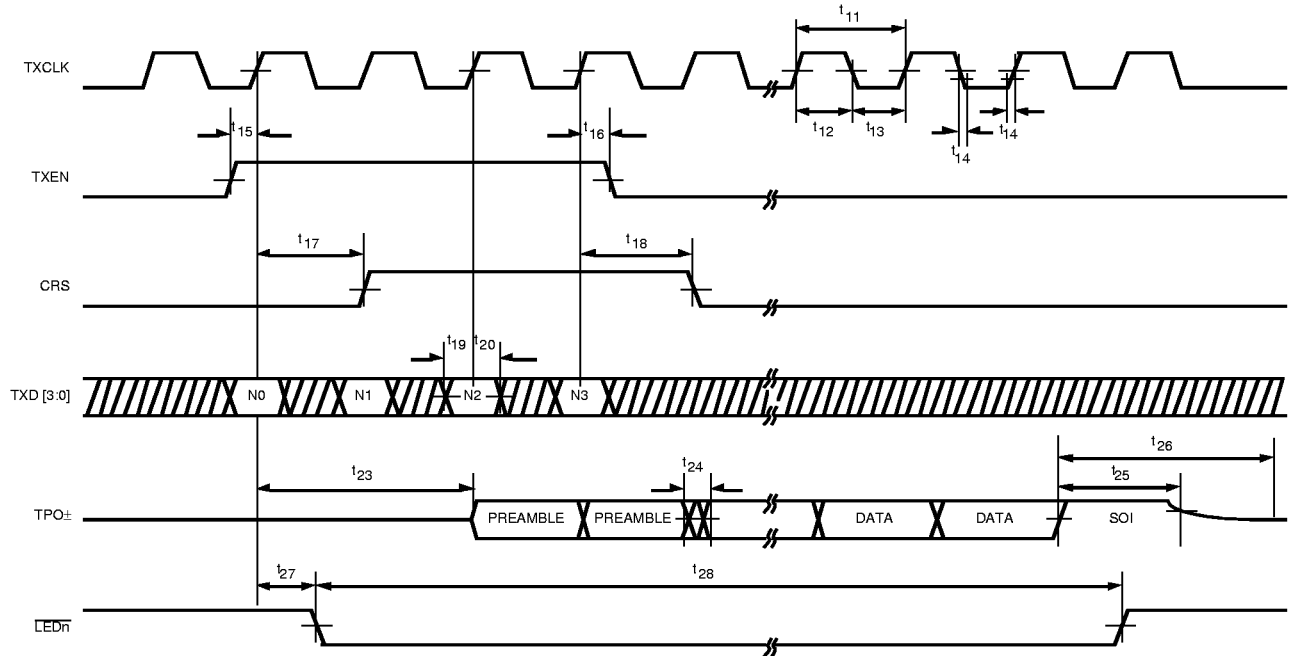 t11
TXCLK
t15 t16 t12 t13 t14 t14
TXEN
t17 t18
CRS
t19 t20
TXD [3:0] N0 N1 N2 N3
t26
t23 t24 t25
TPO± PREAMBLE PREAMBLE DATA DATA SOI
t27 t28
LEDn